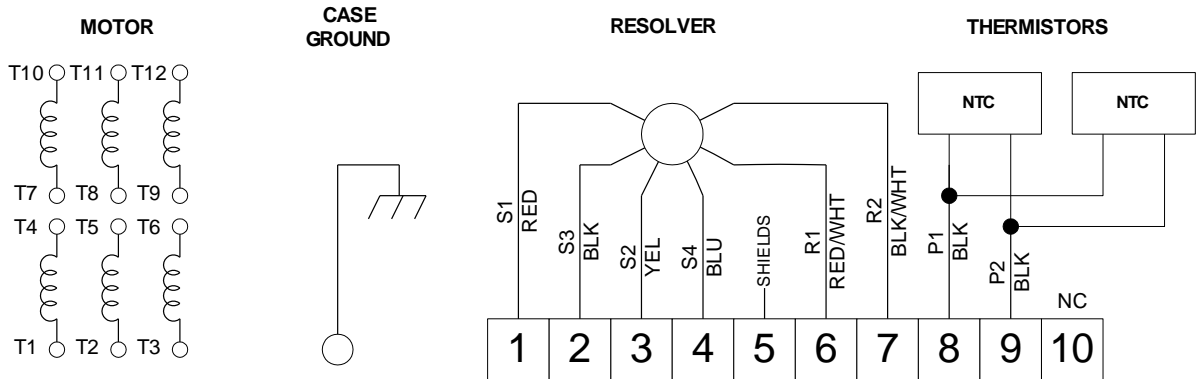 MOTOR
CASE
GROUND
RESOLVER
THERMISTORS
T10 T11 T12
T7 T8 T9
T4 T5 T6
T1 T2 T3
NTC
NTC
S1
RED
S3
BLK
S2
YEL
S4
BLU
SHIELDS
R1
RED/WHT
R2
BLK/WHT
P1
BLK
P2
BLK
NC
1 2 3 4 5 6 7 8 9 10